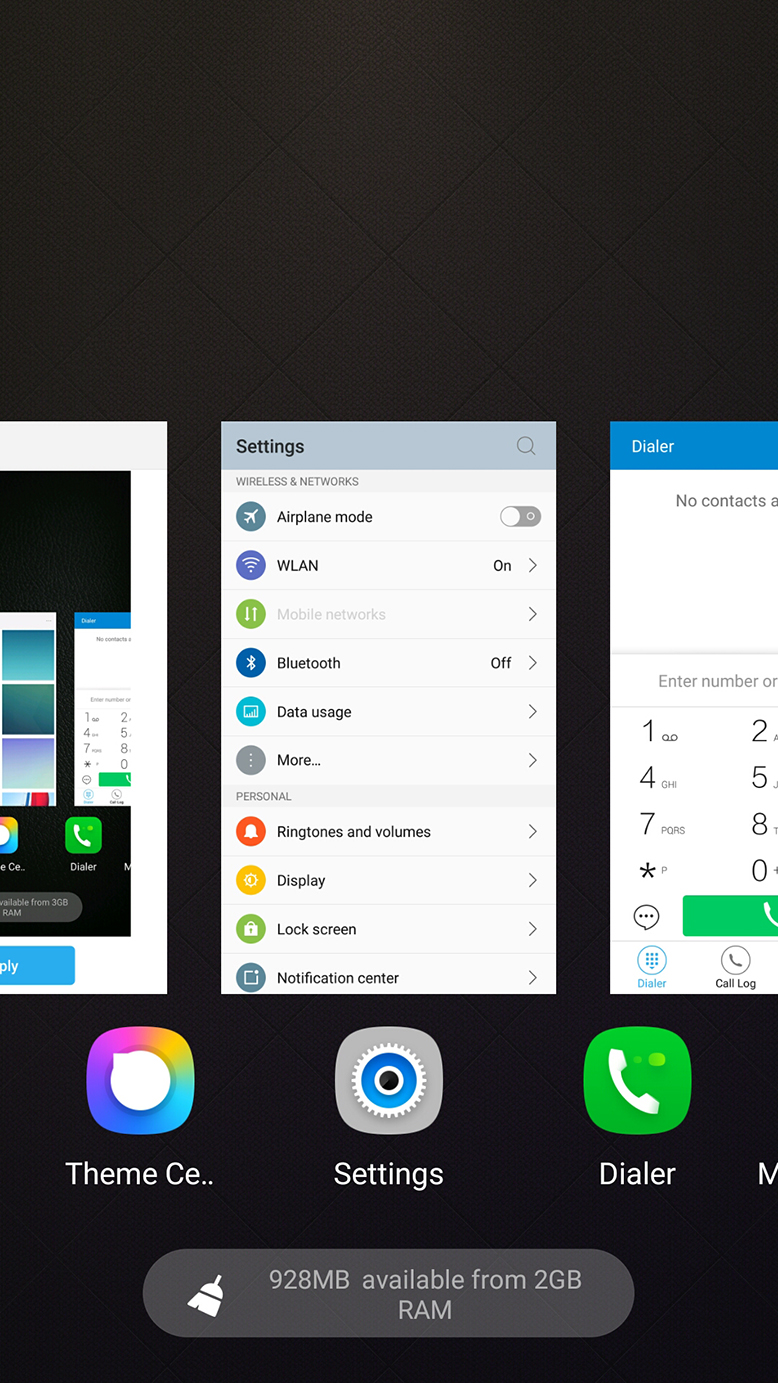 Settings
WIRELESS & NETWORKS
Airplane mode
WLAN On
Mobile networks
Bluetooth Off
Data usage
More...
PERSONAL
Ringtones and volumes
Display
Lock screen
Notification center
Dialer
No contacts a
Enter number or
1 2 A
4 GHI 5 J
7 PQRS 8 T
* P 0 +
Dialer Call Log
Dialer
No contacts a
Enter number or
1 2
4 5
7 8
* 0
Dialer Call Log
e Ce.. Dialer M
vailable from 3GB
RAM
ply
Theme Ce.. Settings Dialer M
928MB available from 2GB
RAM